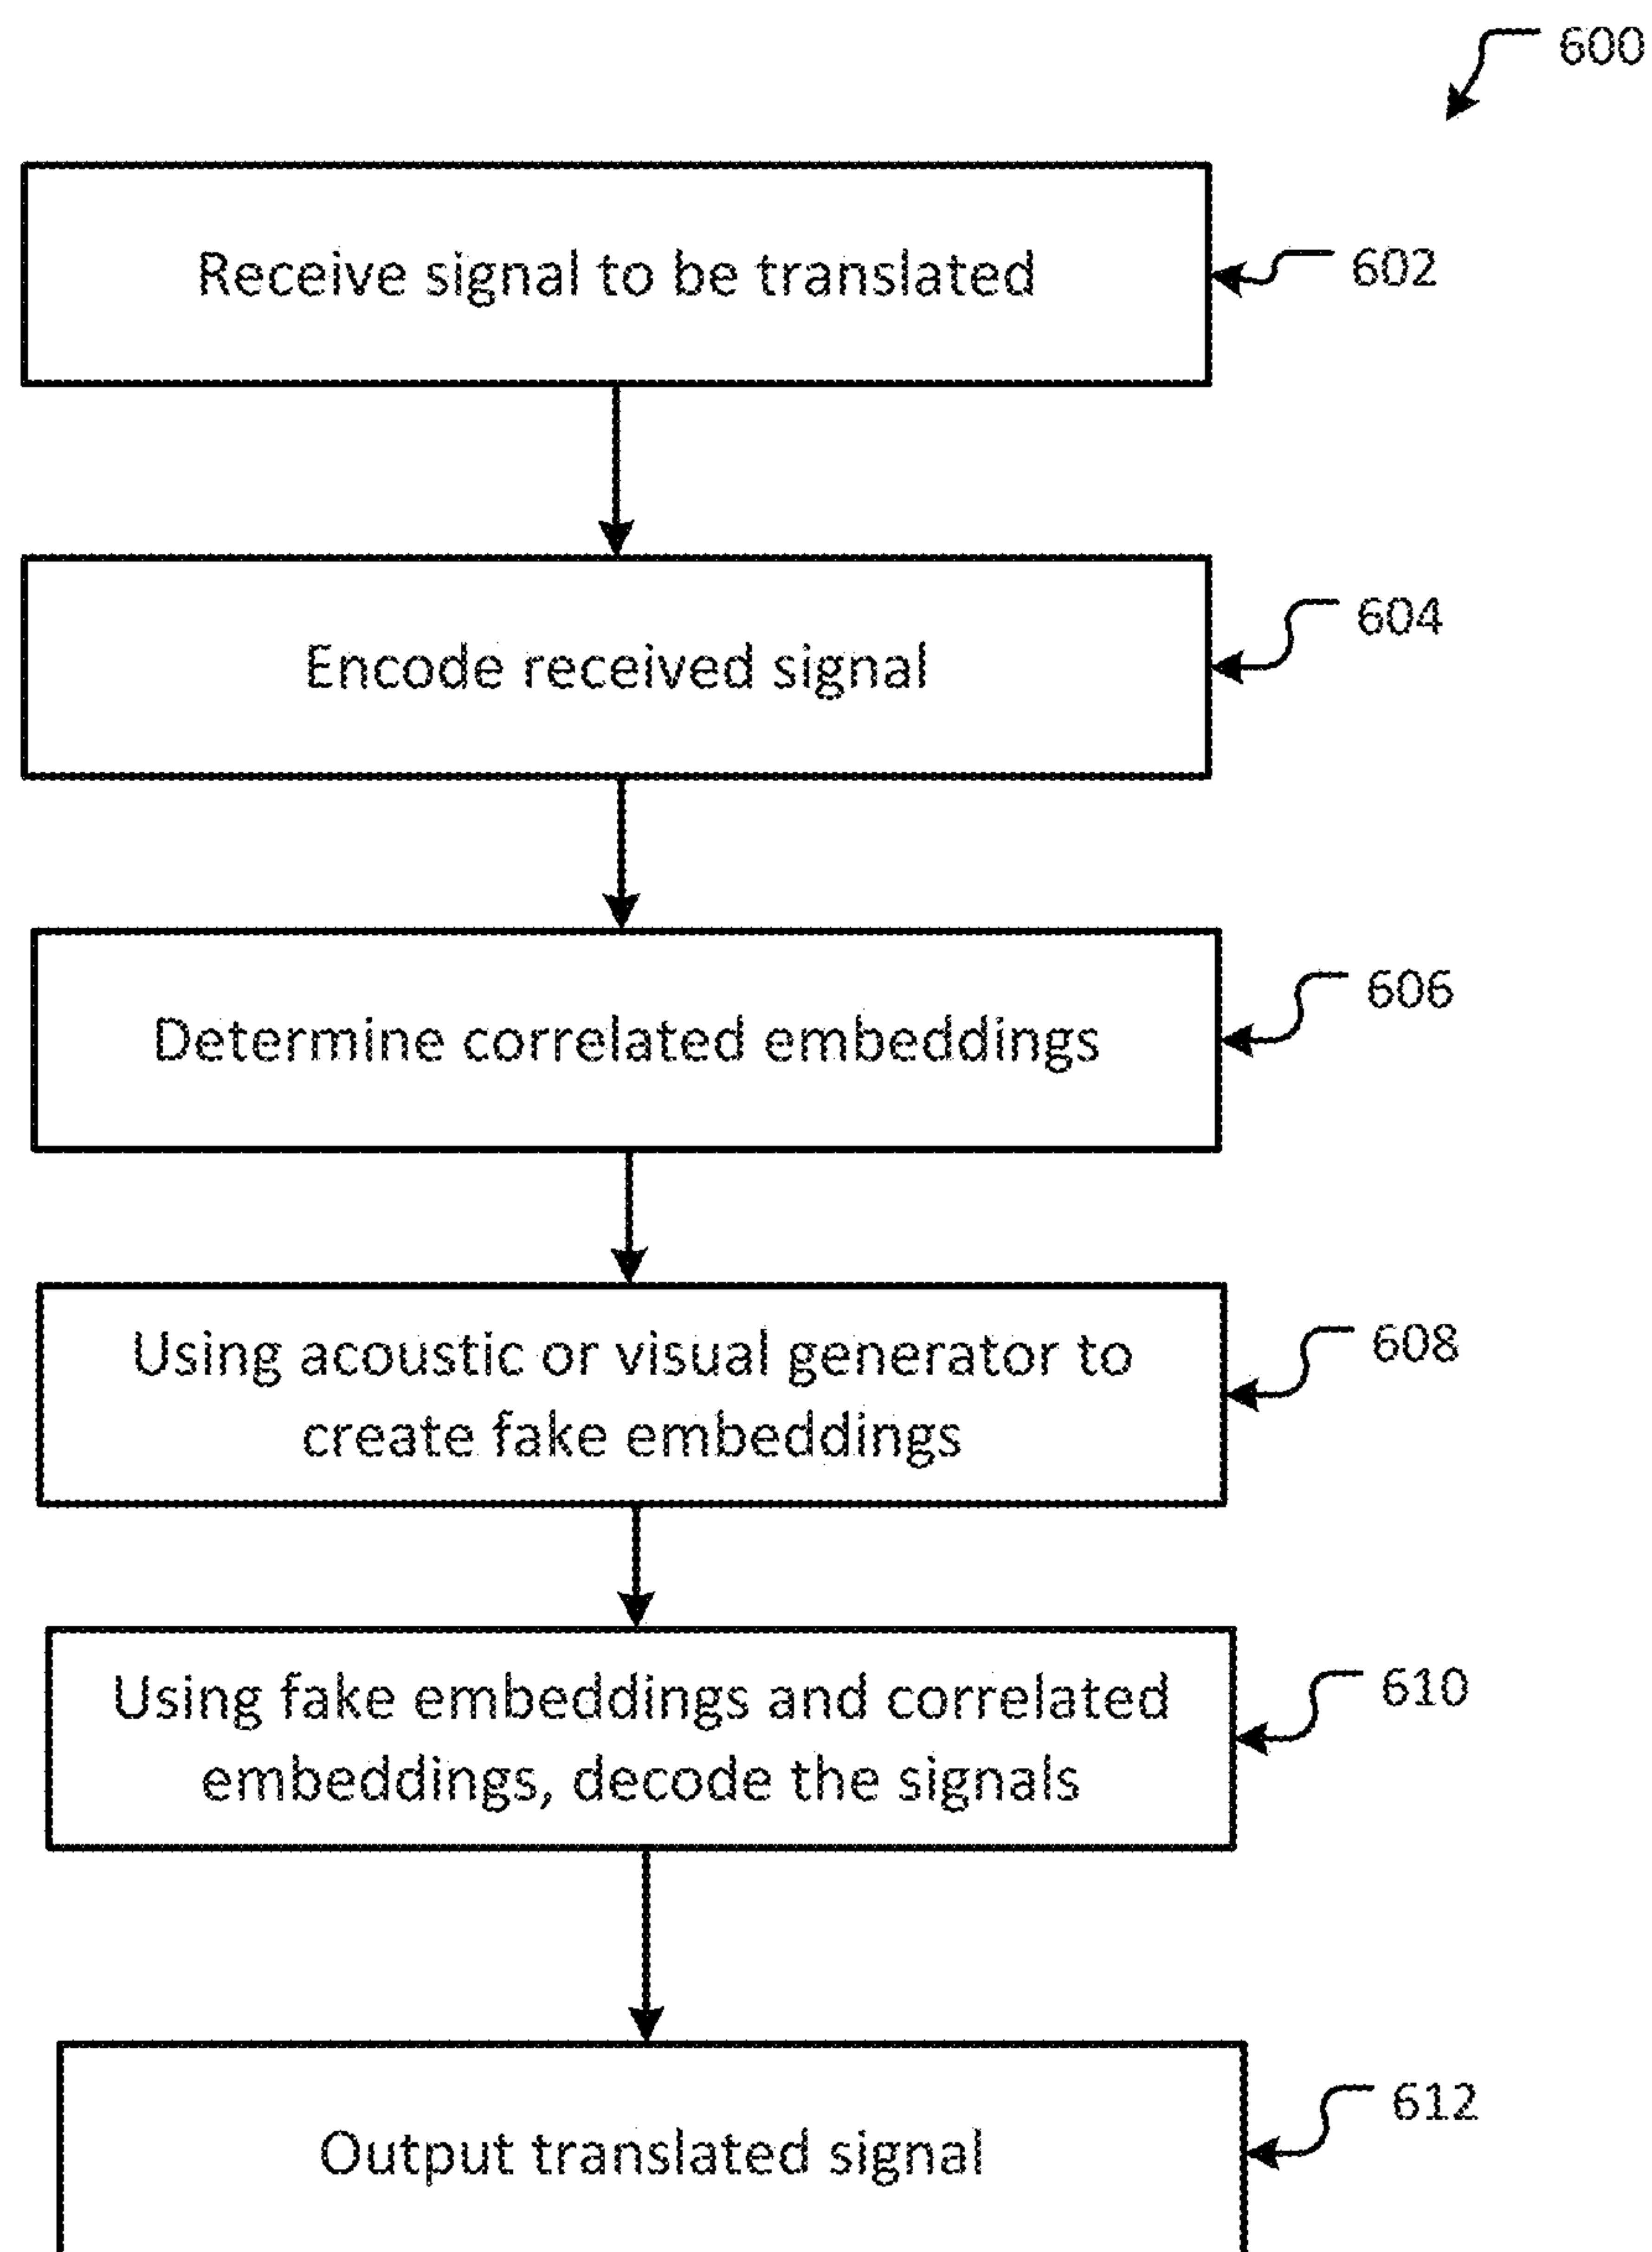 600
Receive signal to be translated
602
Encode received signal
604
Determine correlated embeddings
606
Using acoustic or visual generator to
create fake embeddings
608
Using fake embeddings and correlated
embeddings, decode the signals
610
Output translated signal
612